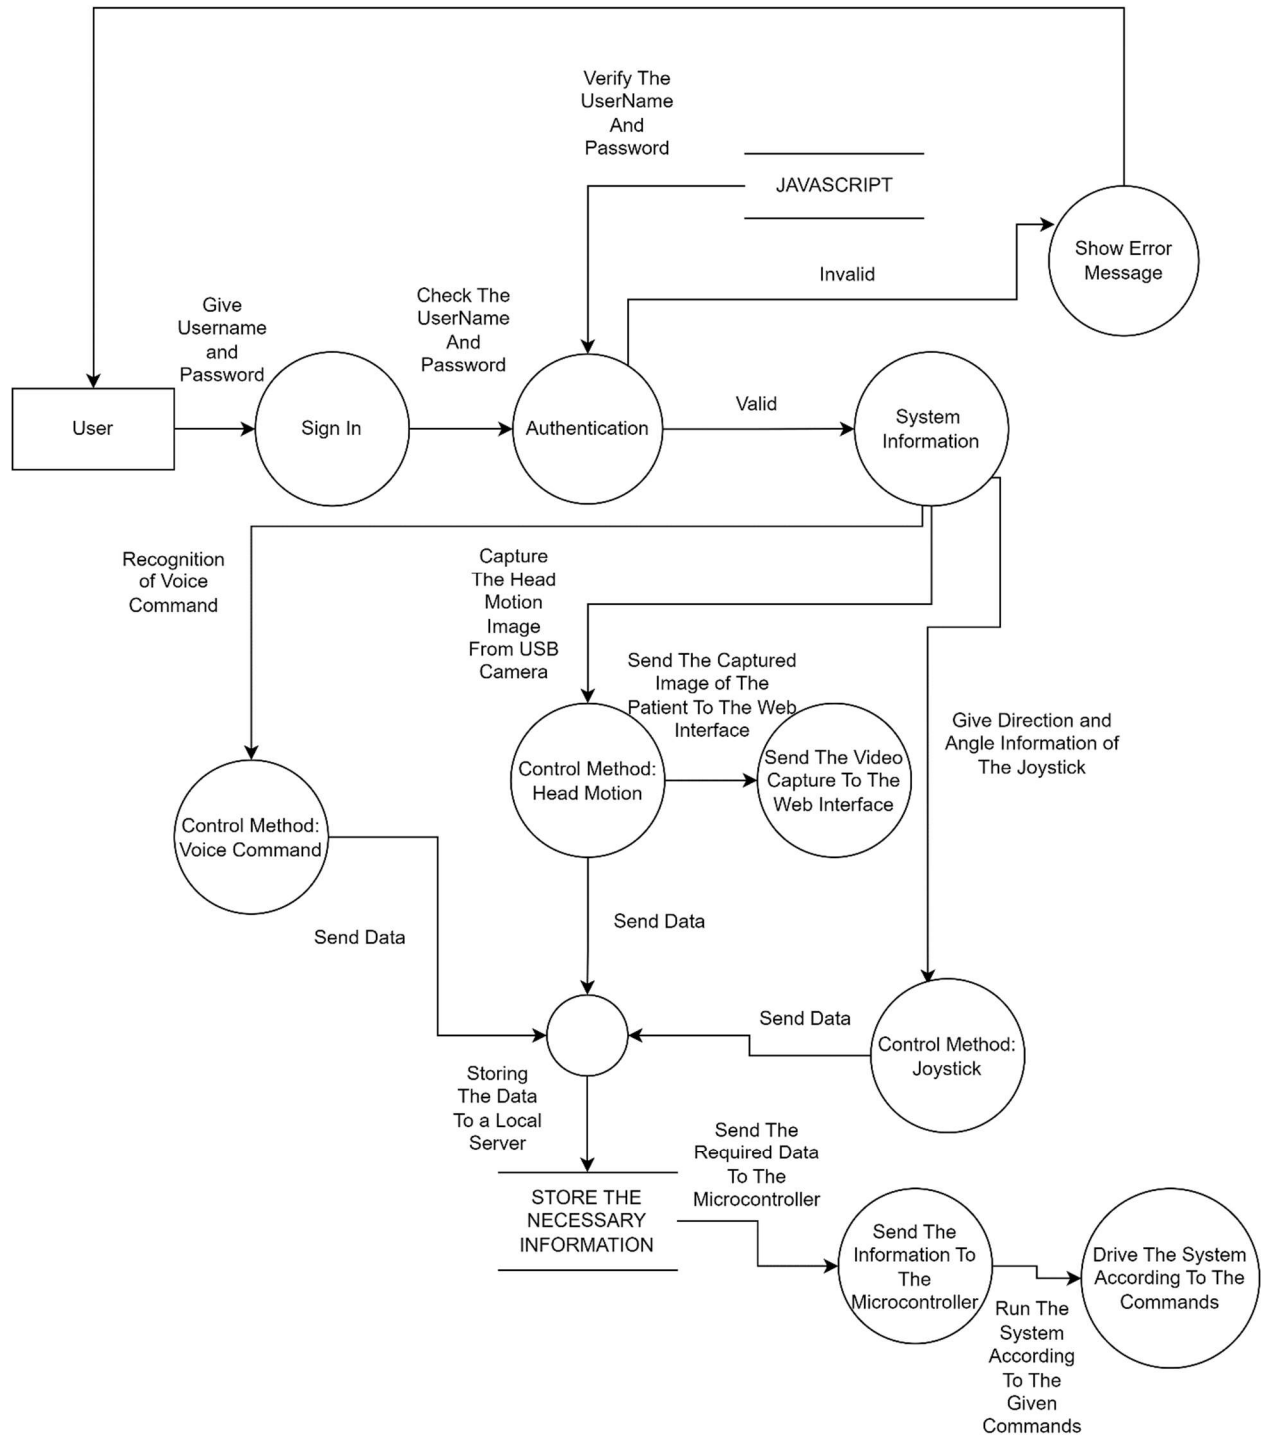 Verify The
UserName
And
Password
JAVASCRIPT
Show Error
Message
Invalid
Give
Username
and
Password
Check The
UserName
And
Password
User
Sign In
Authentication
Valid
System
Information
Recognition
of Voice
Command
Capture
The Head
Motion
Image
From USB
Camera
Send The Captured
Image of The
Patient To The Web
Interface
Give Direction and
Angle Information of
The Joystick
Control Method:
Head Motion
Send The Video
Capture To The
Web Interface
Control Method:
Voice Command
Send Data
Send Data
Send Data
Control Method:
Joystick
Storing
The Data
To a Local
Server
Send The
Required Data
To The
Microcontroller
STORE THE
NECESSARY
INFORMATION
Send The
Information To
The
Microcontroller
Drive The System
According To The
Commands
Run The
System
According
To The
Given
Commands